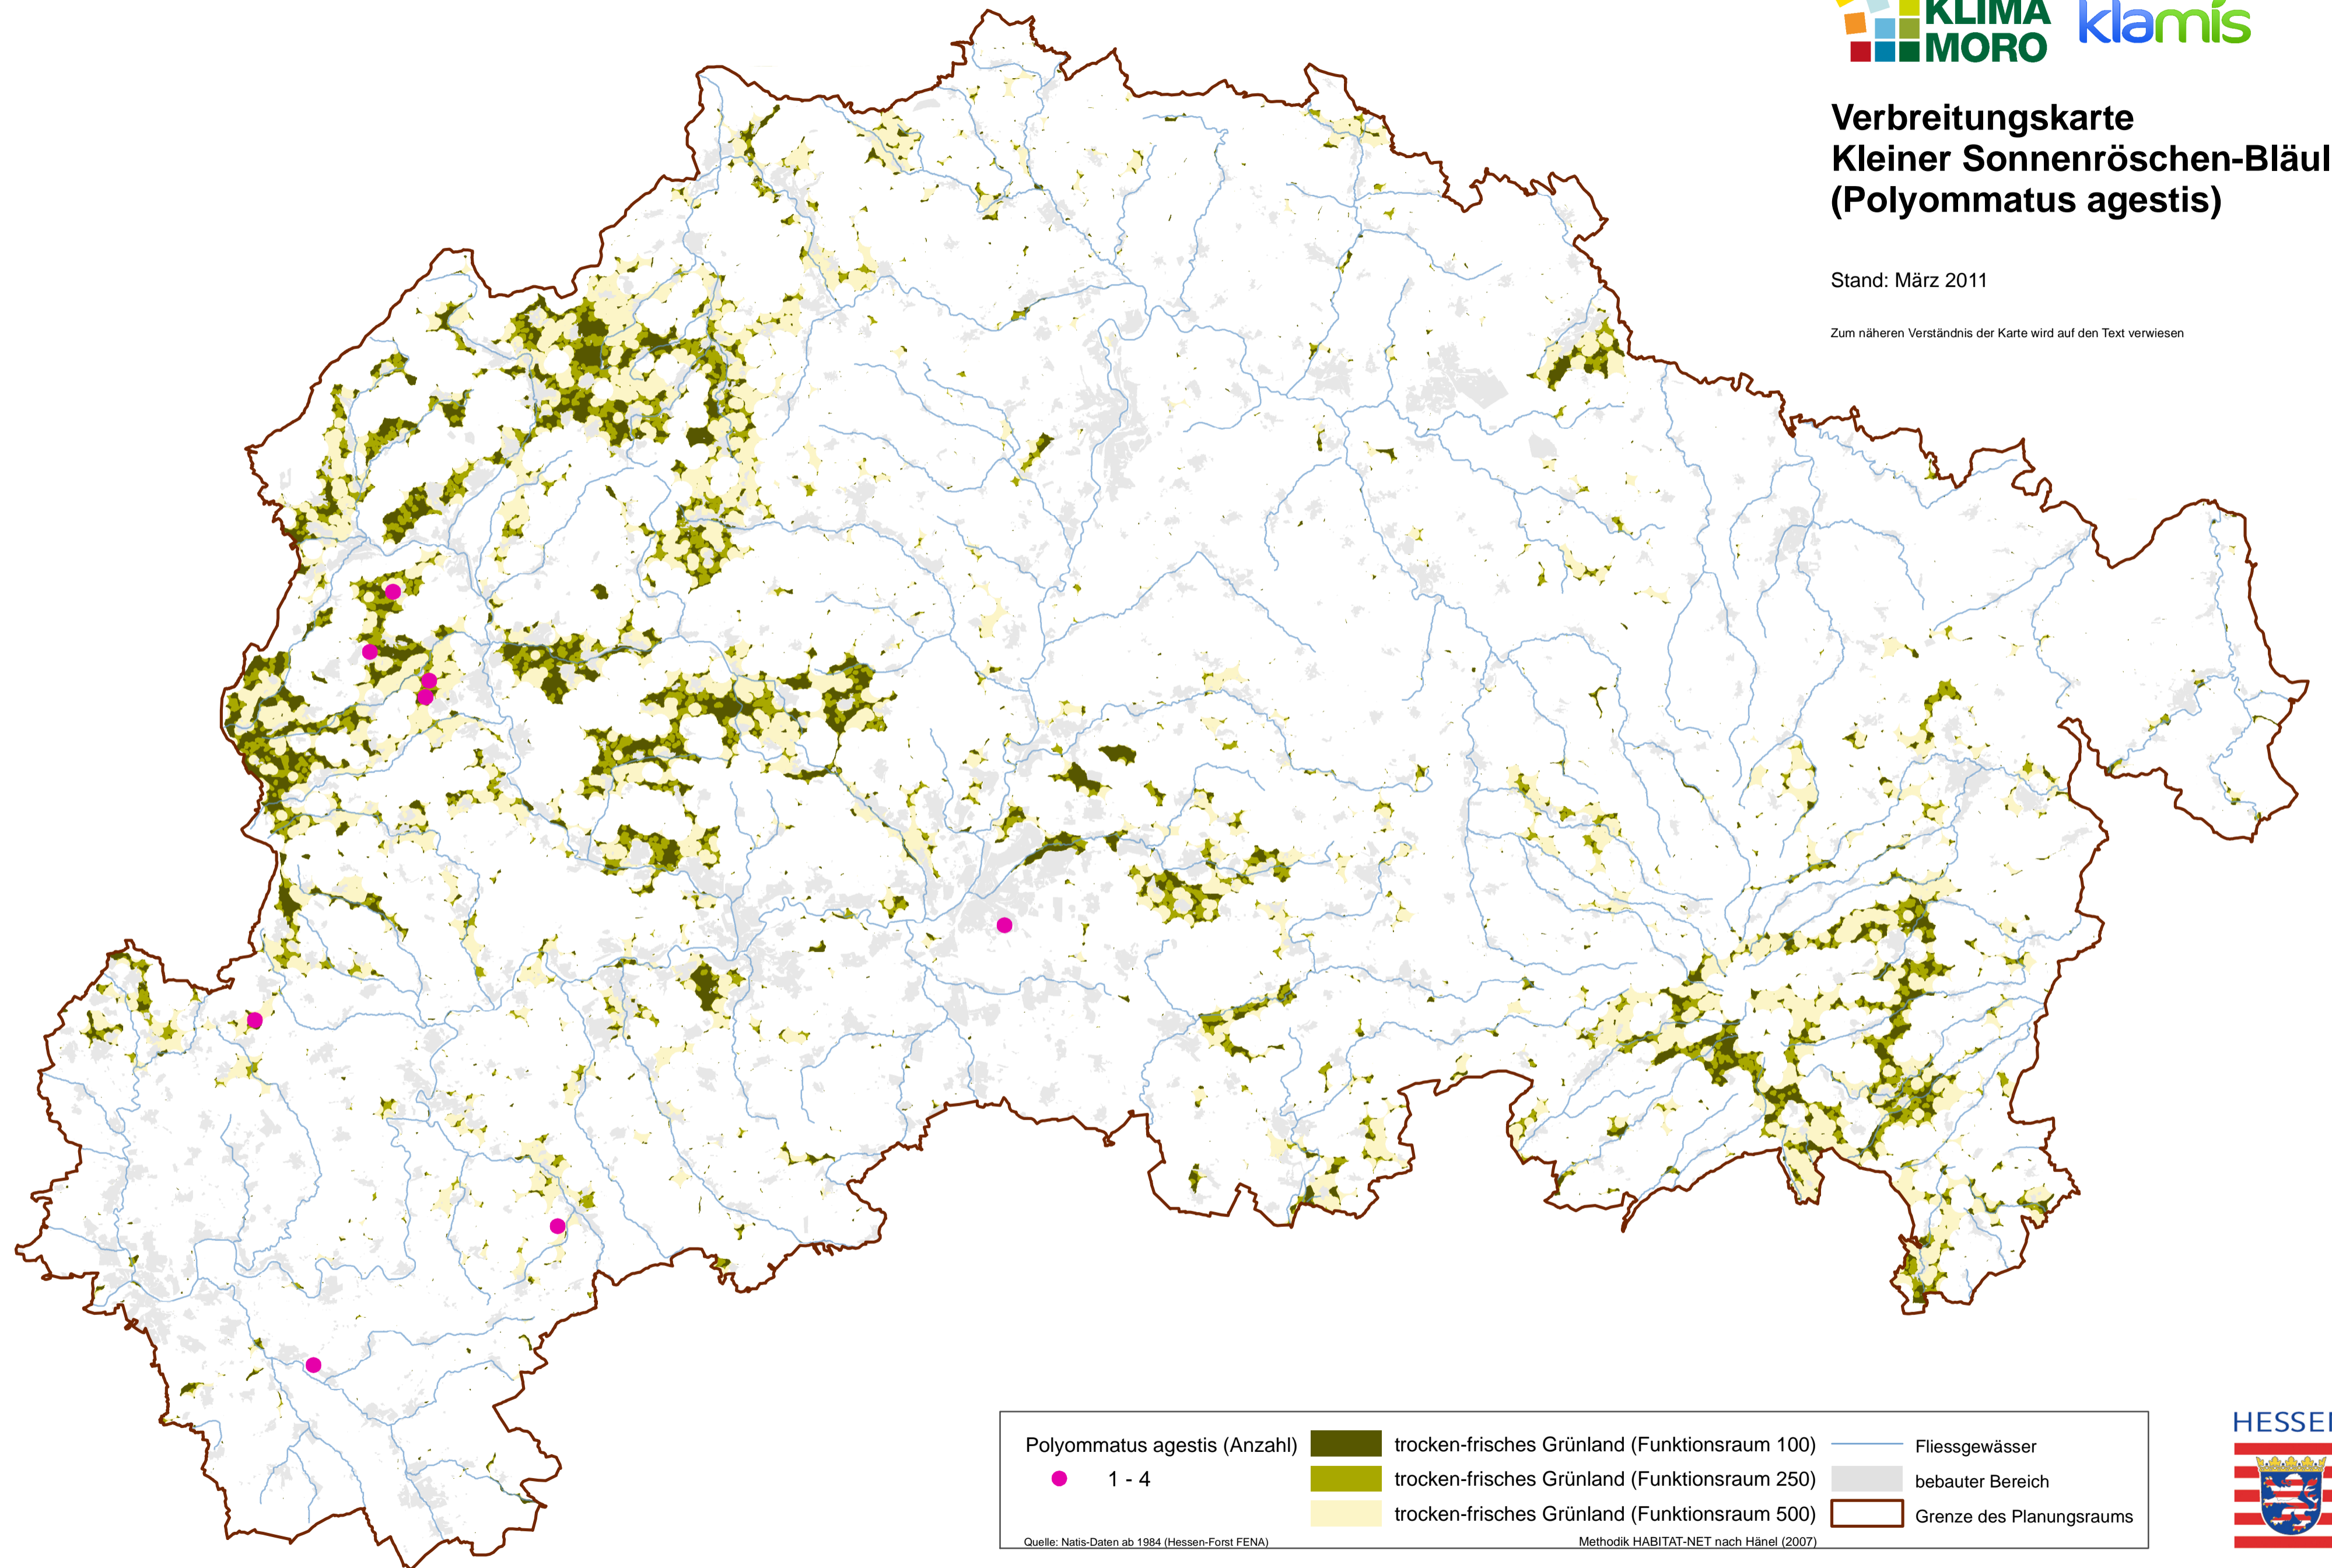 KLIMA
MORO
klamis
Verbreitungskarte
Kleiner Sonnenröschen-Bläul
(Polyommatus agestis)
Stand: März 2011
Zum näheren Verständnis der Karte wird auf den Text verwiesen
Polyommatus agestis (Anzahl)
1 - 4
trocken-frisches Grünland (Funktionsraum 100)
trocken-frisches Grünland (Funktionsraum 250)
trocken-frisches Grünland (Funktionsraum 500)
Fliessgewässer
bebauter Bereich
Grenze des Planungsraums
Quelle: Natis-Daten ab 1984 (Hessen-Forst FENA)
Methodik HABITAT-NET nach Hänel (2007)
HESSE